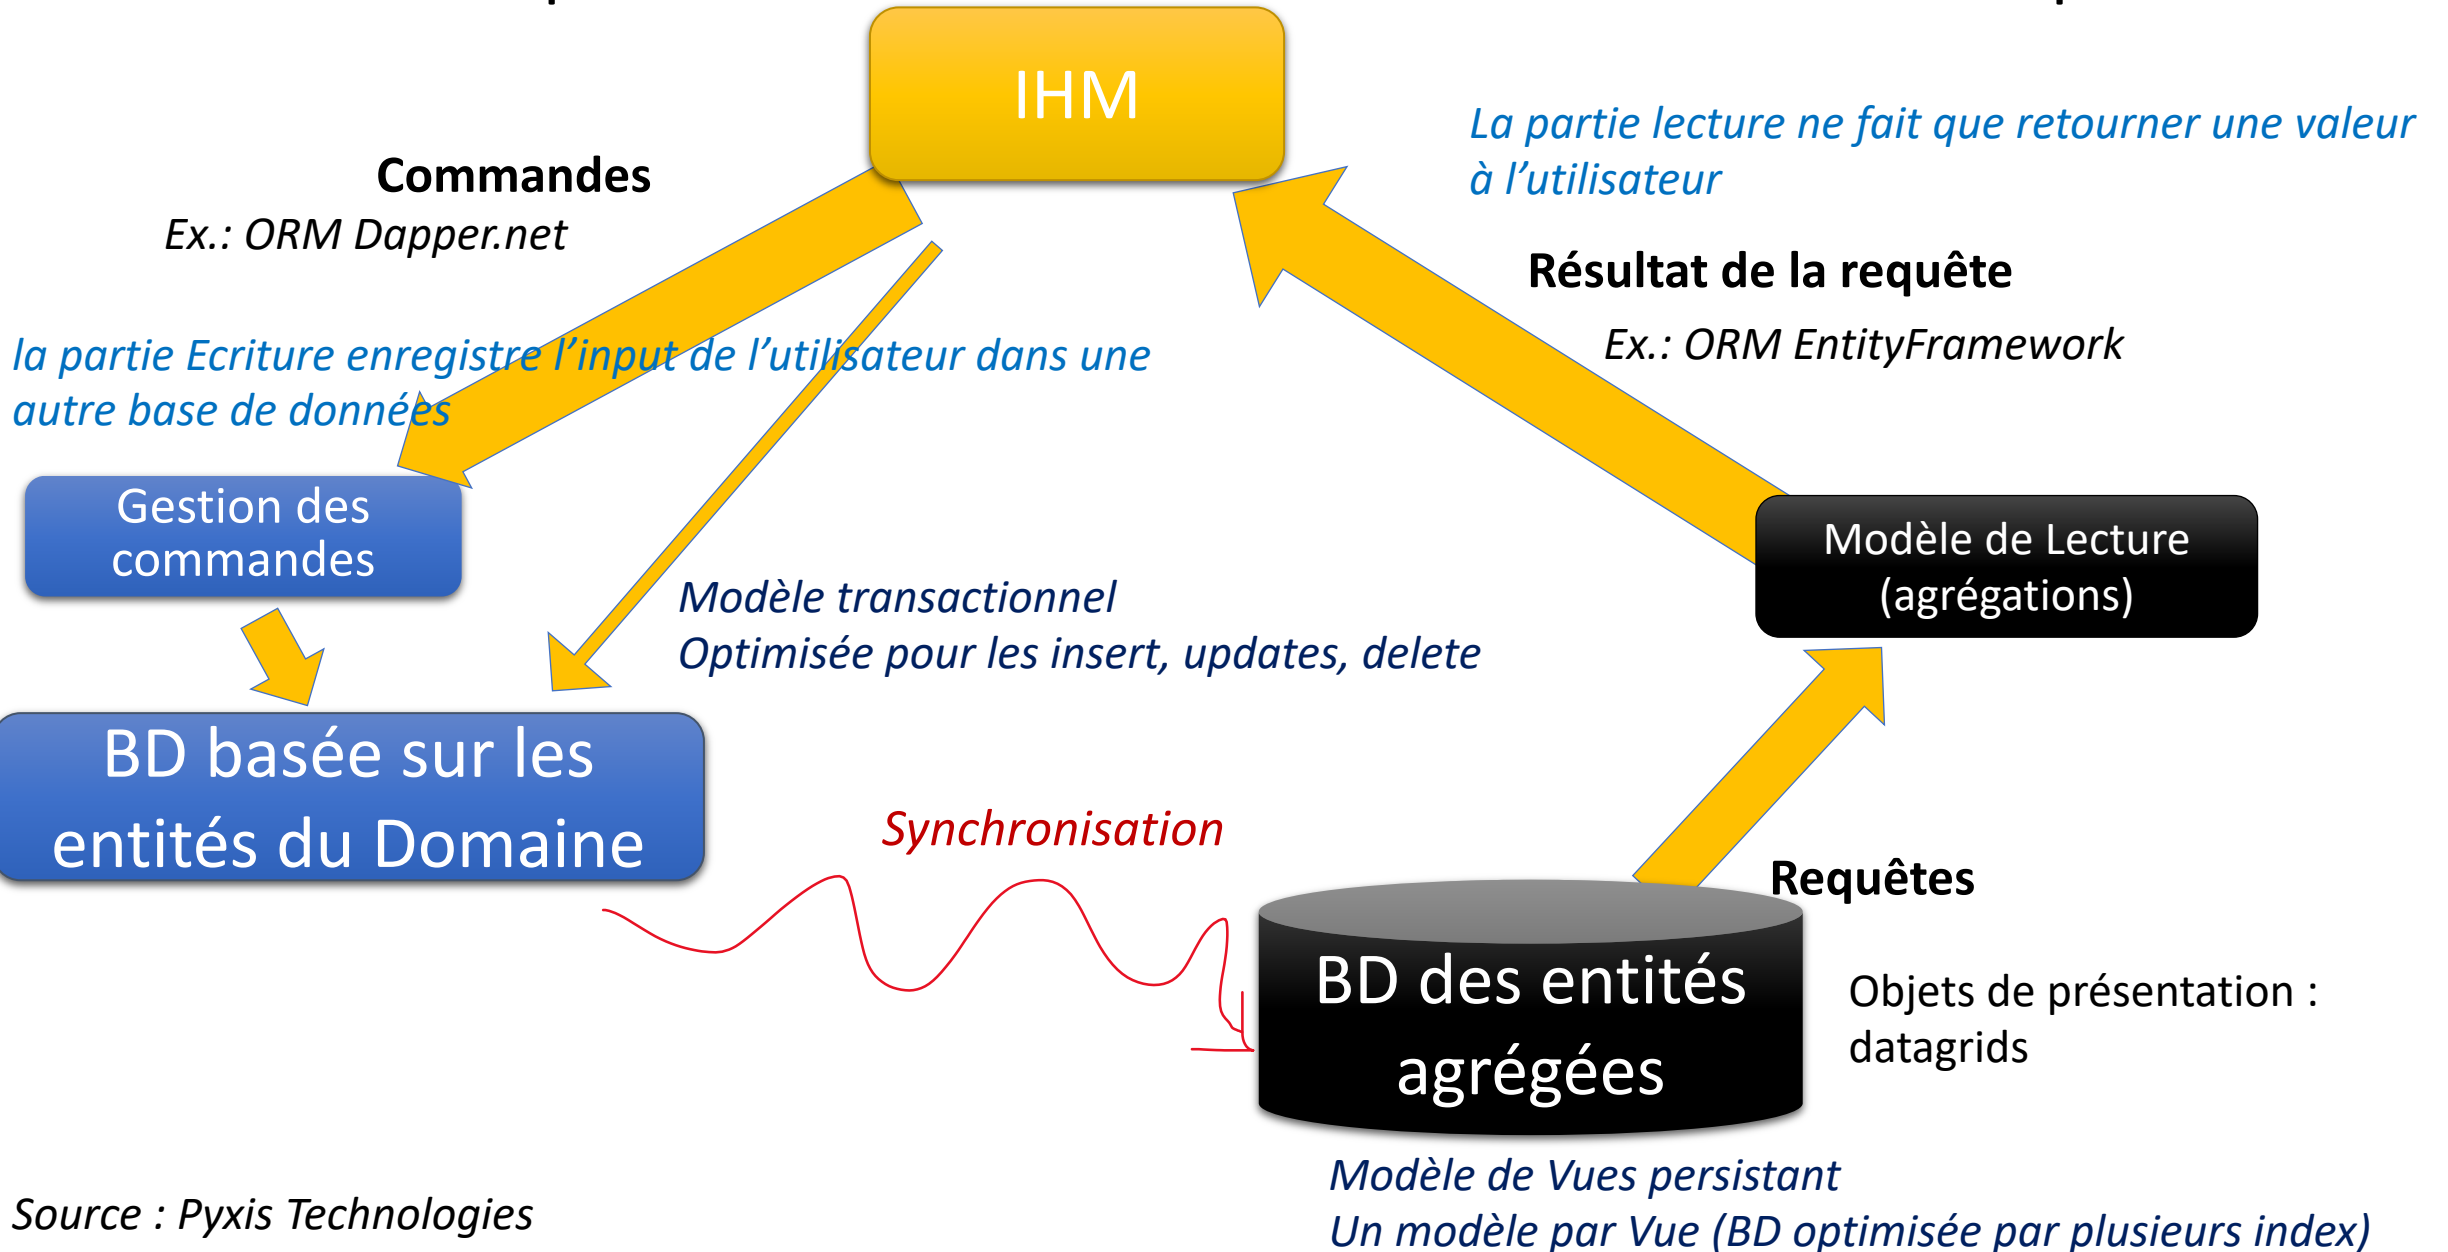 IHM
Commandes
Ex.: ORM Dapper.net
la partie Ecriture enregistre l’input de l’utilisateur dans une
autre base de données
Gestion des
commandes
BD basée sur les
entités du Domaine
Modèle transactionnel
Optimisée pour les insert, updates, delete
La partie lecture ne fait que retourner une valeur
à l’utilisateur
Résultat de la requête
Ex.: ORM EntityFramework
Modèle de Lecture
(agrégations)
Synchronisation
Requêtes
BD des entités
agrégées
Objets de présentation :
datagrids
Modèle de Vues persistant
Un modèle par Vue (BD optimisée par plusieurs index)
Source : Pyxis Technologies